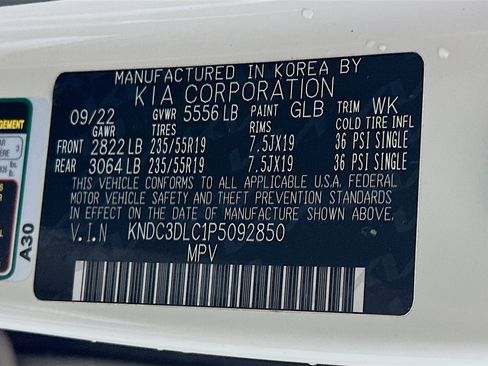 MANUFACTURED IN KOREA BY
KIA CORPORATION
09/22 GVWR 5556 LB PAINT GLB TRIM WK
GAWR TIRES RIMS COLD TIRE INFL
FRONT 2822 LB 235/55R19 7.5JX19 36 PSI SINGLE
REAR 3064 LB 235/55R19 7.5JX19 36 PSI SINGLE
THIS VEHICLE CONFORMS TO ALL APPLICABLE U.S.A. FEDERAL
MOTOR VEHICLE SAFETY AND THEFT PREVENTION STANDARDS
IN EFFECT ON THE DATE OF MANUFACTURE SHOWN ABOVE.
V.I.N KNDC3DLC1P5092850
MPV
A30